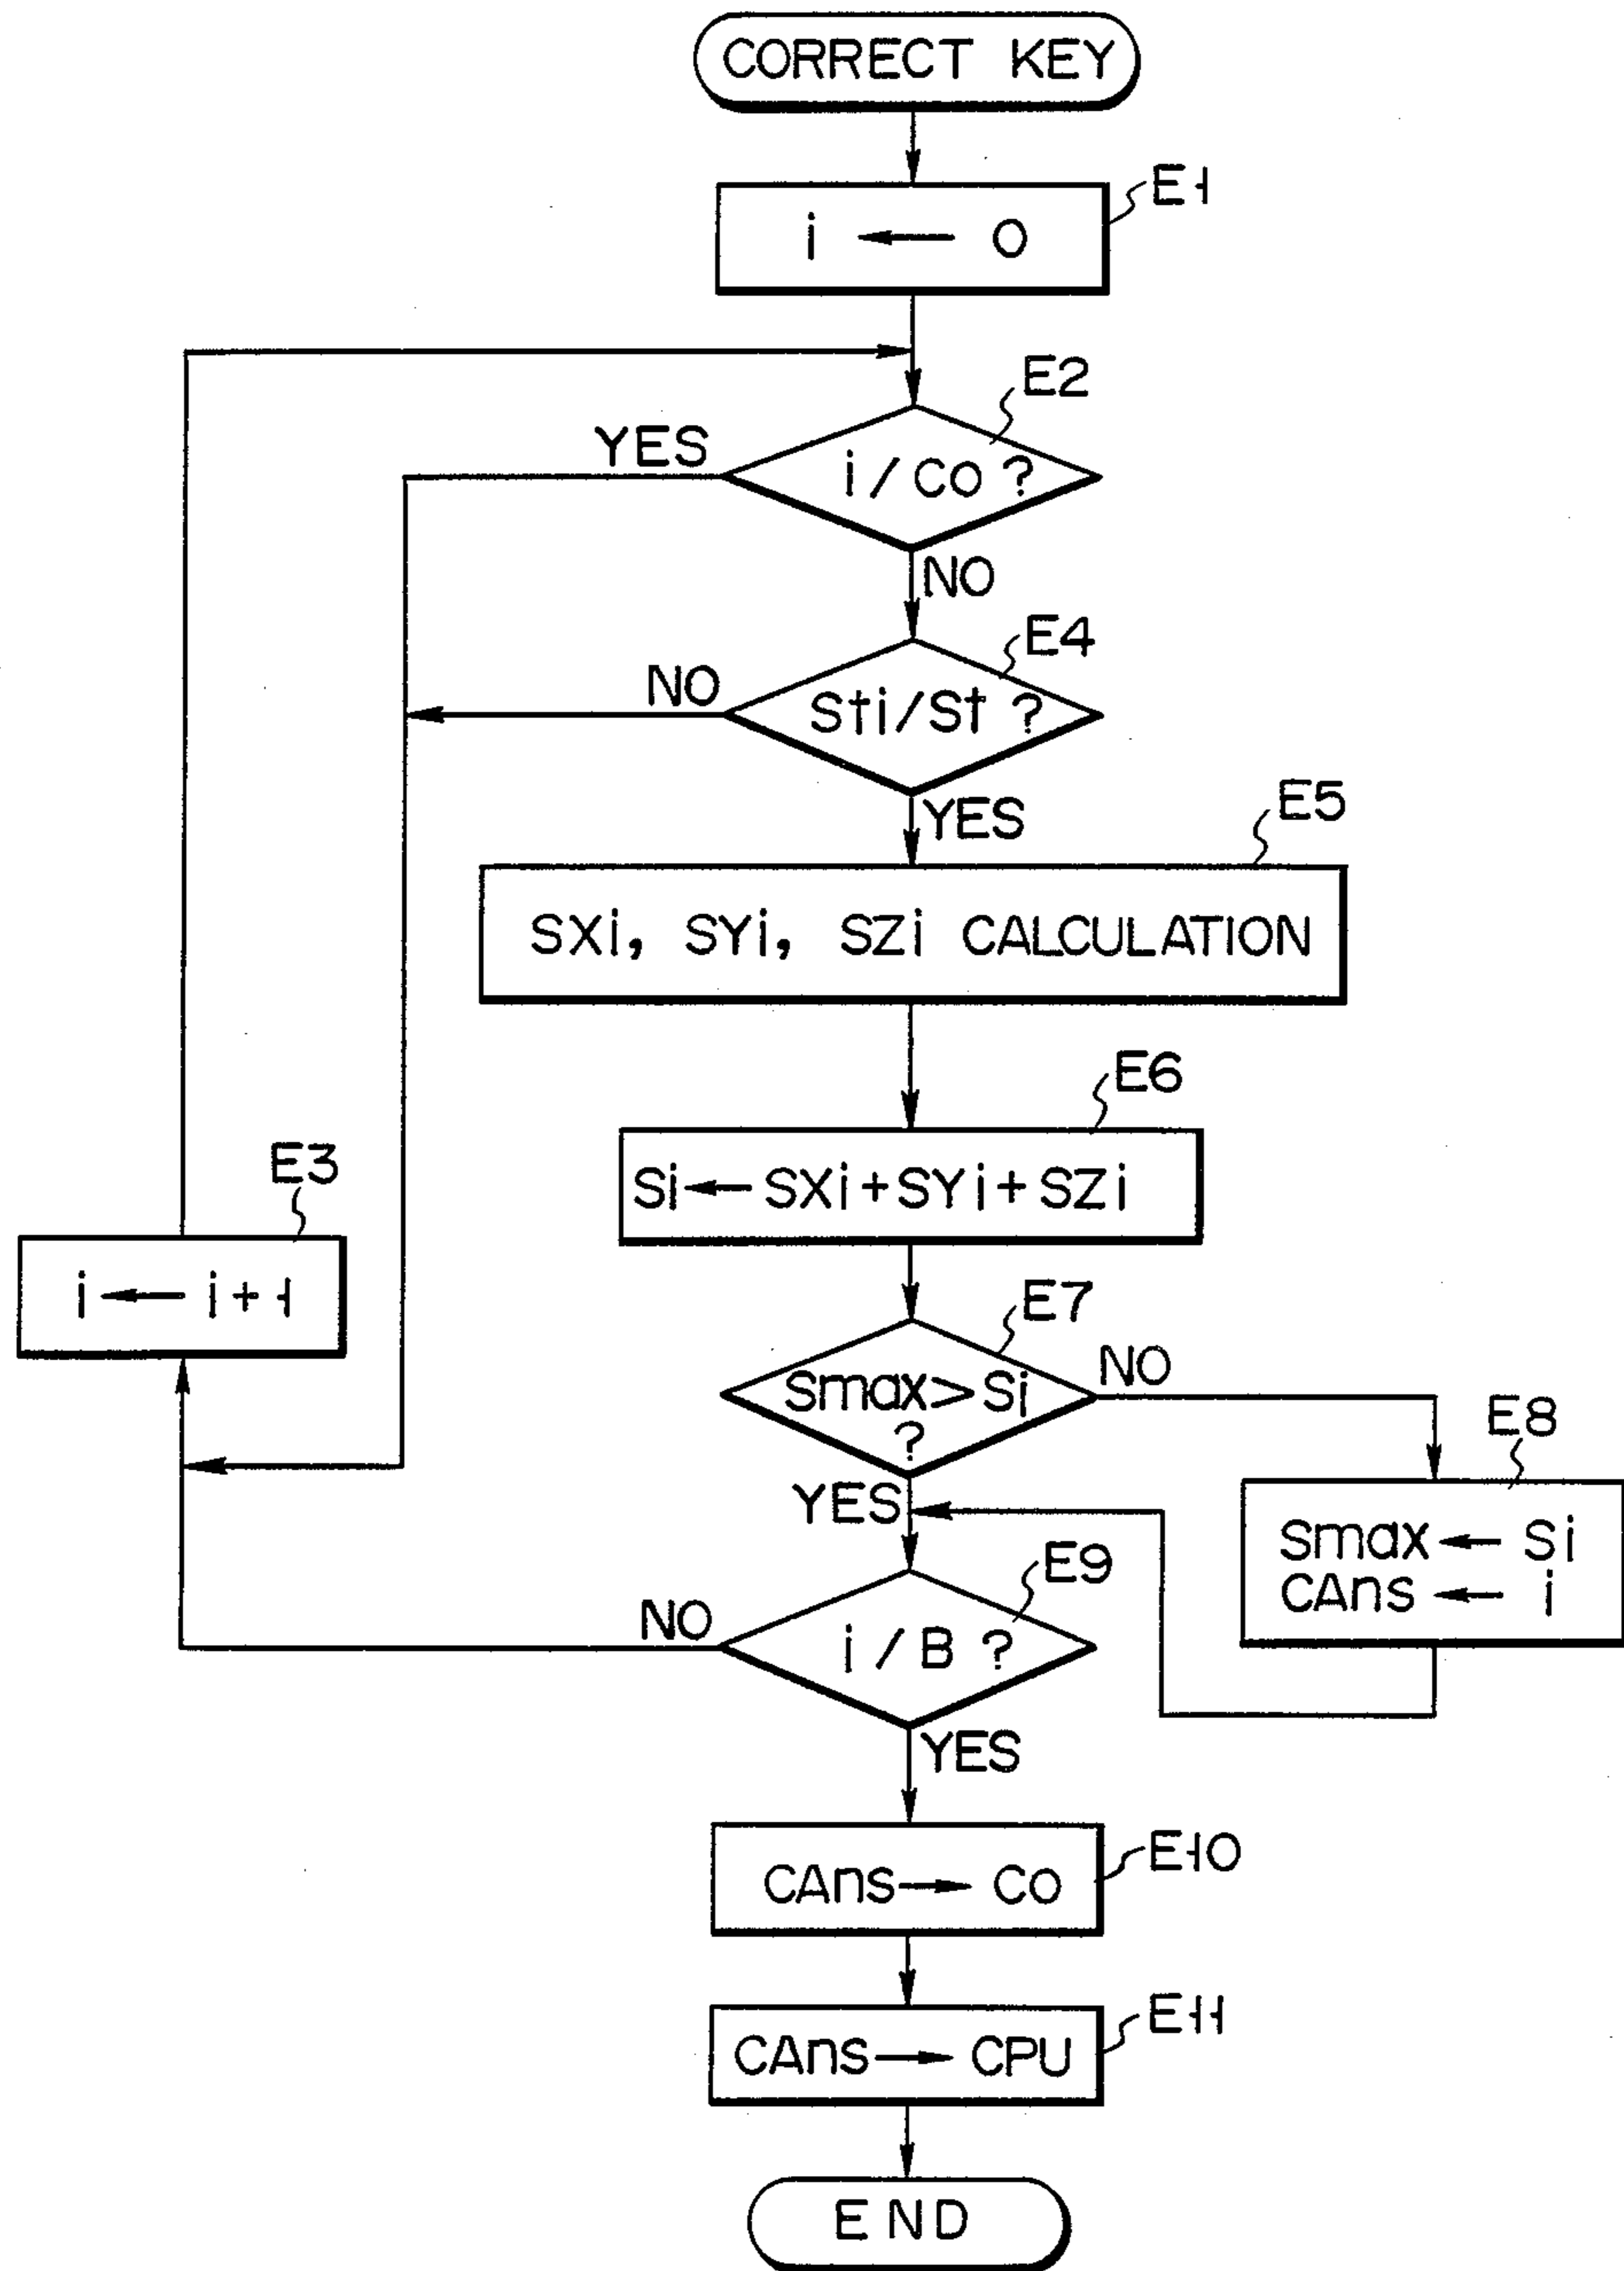 CORRECT KEY
E1
i ← 0
E2
YES
i / Co ?
NO
E4
NO
Sti/St ?
YES
E5
SXi, SYi, SZi CALCULATION
E6
Si ← SXi + SYi + SZi
E3
i ← i + 1
E7
Smax > Si
?
NO
YES
E8
Smax ← Si
CAns ← i
E9
NO
i / B ?
YES
E10
CAns → Co
E11
CAns → CPU
END